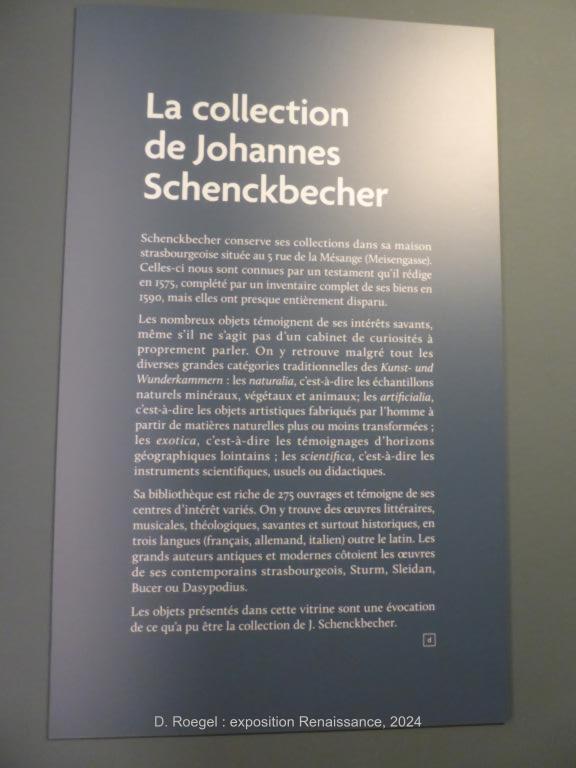 La collection
de Johannes
Schenckbecher
Schenckbecher conserve ses collections dans sa maison
strasbourgeoise située au 5 rue de la Mésange (Meisengasse).
Celles-ci nous sont connues par un testament qu'il rédige
en 1575, complété par un inventaire complet de ses biens en
1590, mais elles ont presque entièrement disparu.
Les nombreux objets témoignent de ses intérêts savants,
même s'il ne s'agit pas d'un cabinet de curiosités à
proprement parler. On y retrouve malgré tout les
diverses grandes catégories traditionnelles des Kunst- und
Wunderkammern : les naturalia, c'est-à-dire les échantillons
naturels minéraux, végétaux et animaux; les artificialia,
c'est-à-dire les objets artistiques fabriqués par l'homme à
partir de matières naturelles plus ou moins transformées ;
les exotica, c'est-à-dire les témoignages d'horizons
géographiques lointains ; les scientifica, c'est-à-dire les
instruments scientifiques, usuels ou didactiques.
Sa bibliothèque est riche de 275 ouvrages et témoigne de ses
centres d'intérêt variés. On y trouve des œuvres littéraires,
musicales, théologiques, savantes et surtout historiques, en
trois langues (français, allemand, italien) outre le latin. Les
grands auteurs antiques et modernes côtoient les œuvres
de ses contemporains strasbourgeois, Sturm, Sleidan,
Bucer ou Dasypodius.
Les objets présentés dans cette vitrine sont une évocation
de ce qu'a pu être la collection de J. Schenckbecher.
d
D. Roegel : exposition Renaissance, 2024